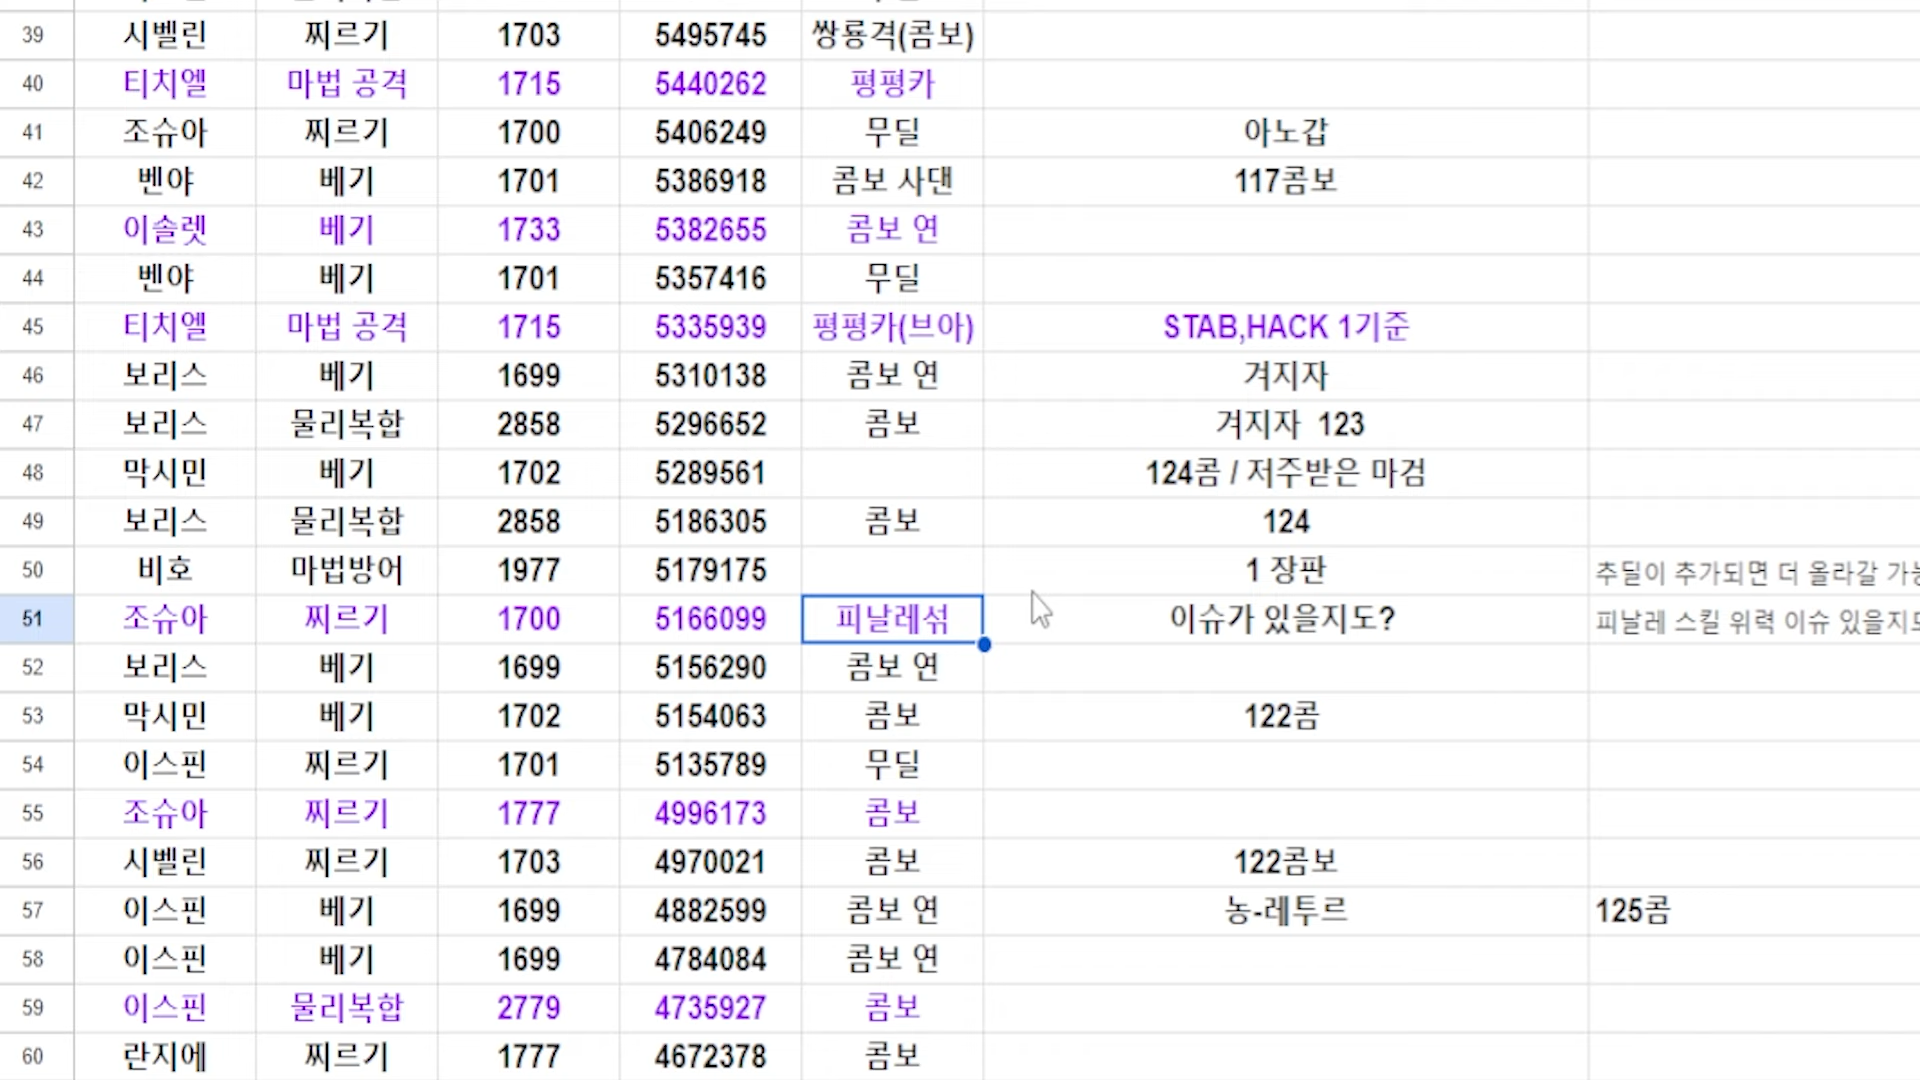 39 시벨린 찌르기 1703 5495745 쌍룡격(콤보)
40 티치엘 마법 공격 1715 5440262 평평카
41 조슈아 찌르기 1700 5406249 무딜 아노갑
42 벤야 베기 1701 5386918 콤보 사댄 117콤보
43 이솔렛 베기 1733 5382655 콤보 연
44 벤야 베기 1701 5357416 무딜
45 티치엘 마법 공격 1715 5335939 평평카(브아) STAB,HACK 1기준
46 보리스 베기 1699 5310138 콤보 연 겨지자
47 보리스 물리복합 2858 5296652 콤보 겨지자 123
48 막시민 베기 1702 5289561 124콤 / 저주받은 마검
49 보리스 물리복합 2858 5186305 콤보 124
50 비호 마법방어 1977 5179175 1 장판 추딜이 추가되면 더 올라갈 가능
51 조슈아 찌르기 1700 5166099 피날레섞 이슈가 있을지도? 피날레 스킬 위력 이슈 있을지도
52 보리스 베기 1699 5156290 콤보 연
53 막시민 베기 1702 5154063 콤보 122콤
54 이스핀 찌르기 1701 5135789 무딜
55 조슈아 찌르기 1777 4996173 콤보
56 시벨린 찌르기 1703 4970021 콤보 122콤보
57 이스핀 베기 1699 4882599 콤보 연 농-레투르 125콤
58 이스핀 베기 1699 4784084 콤보 연
59 이스핀 물리복합 2779 4735927 콤보
60 란지에 찌르기 1777 4672378 콤보